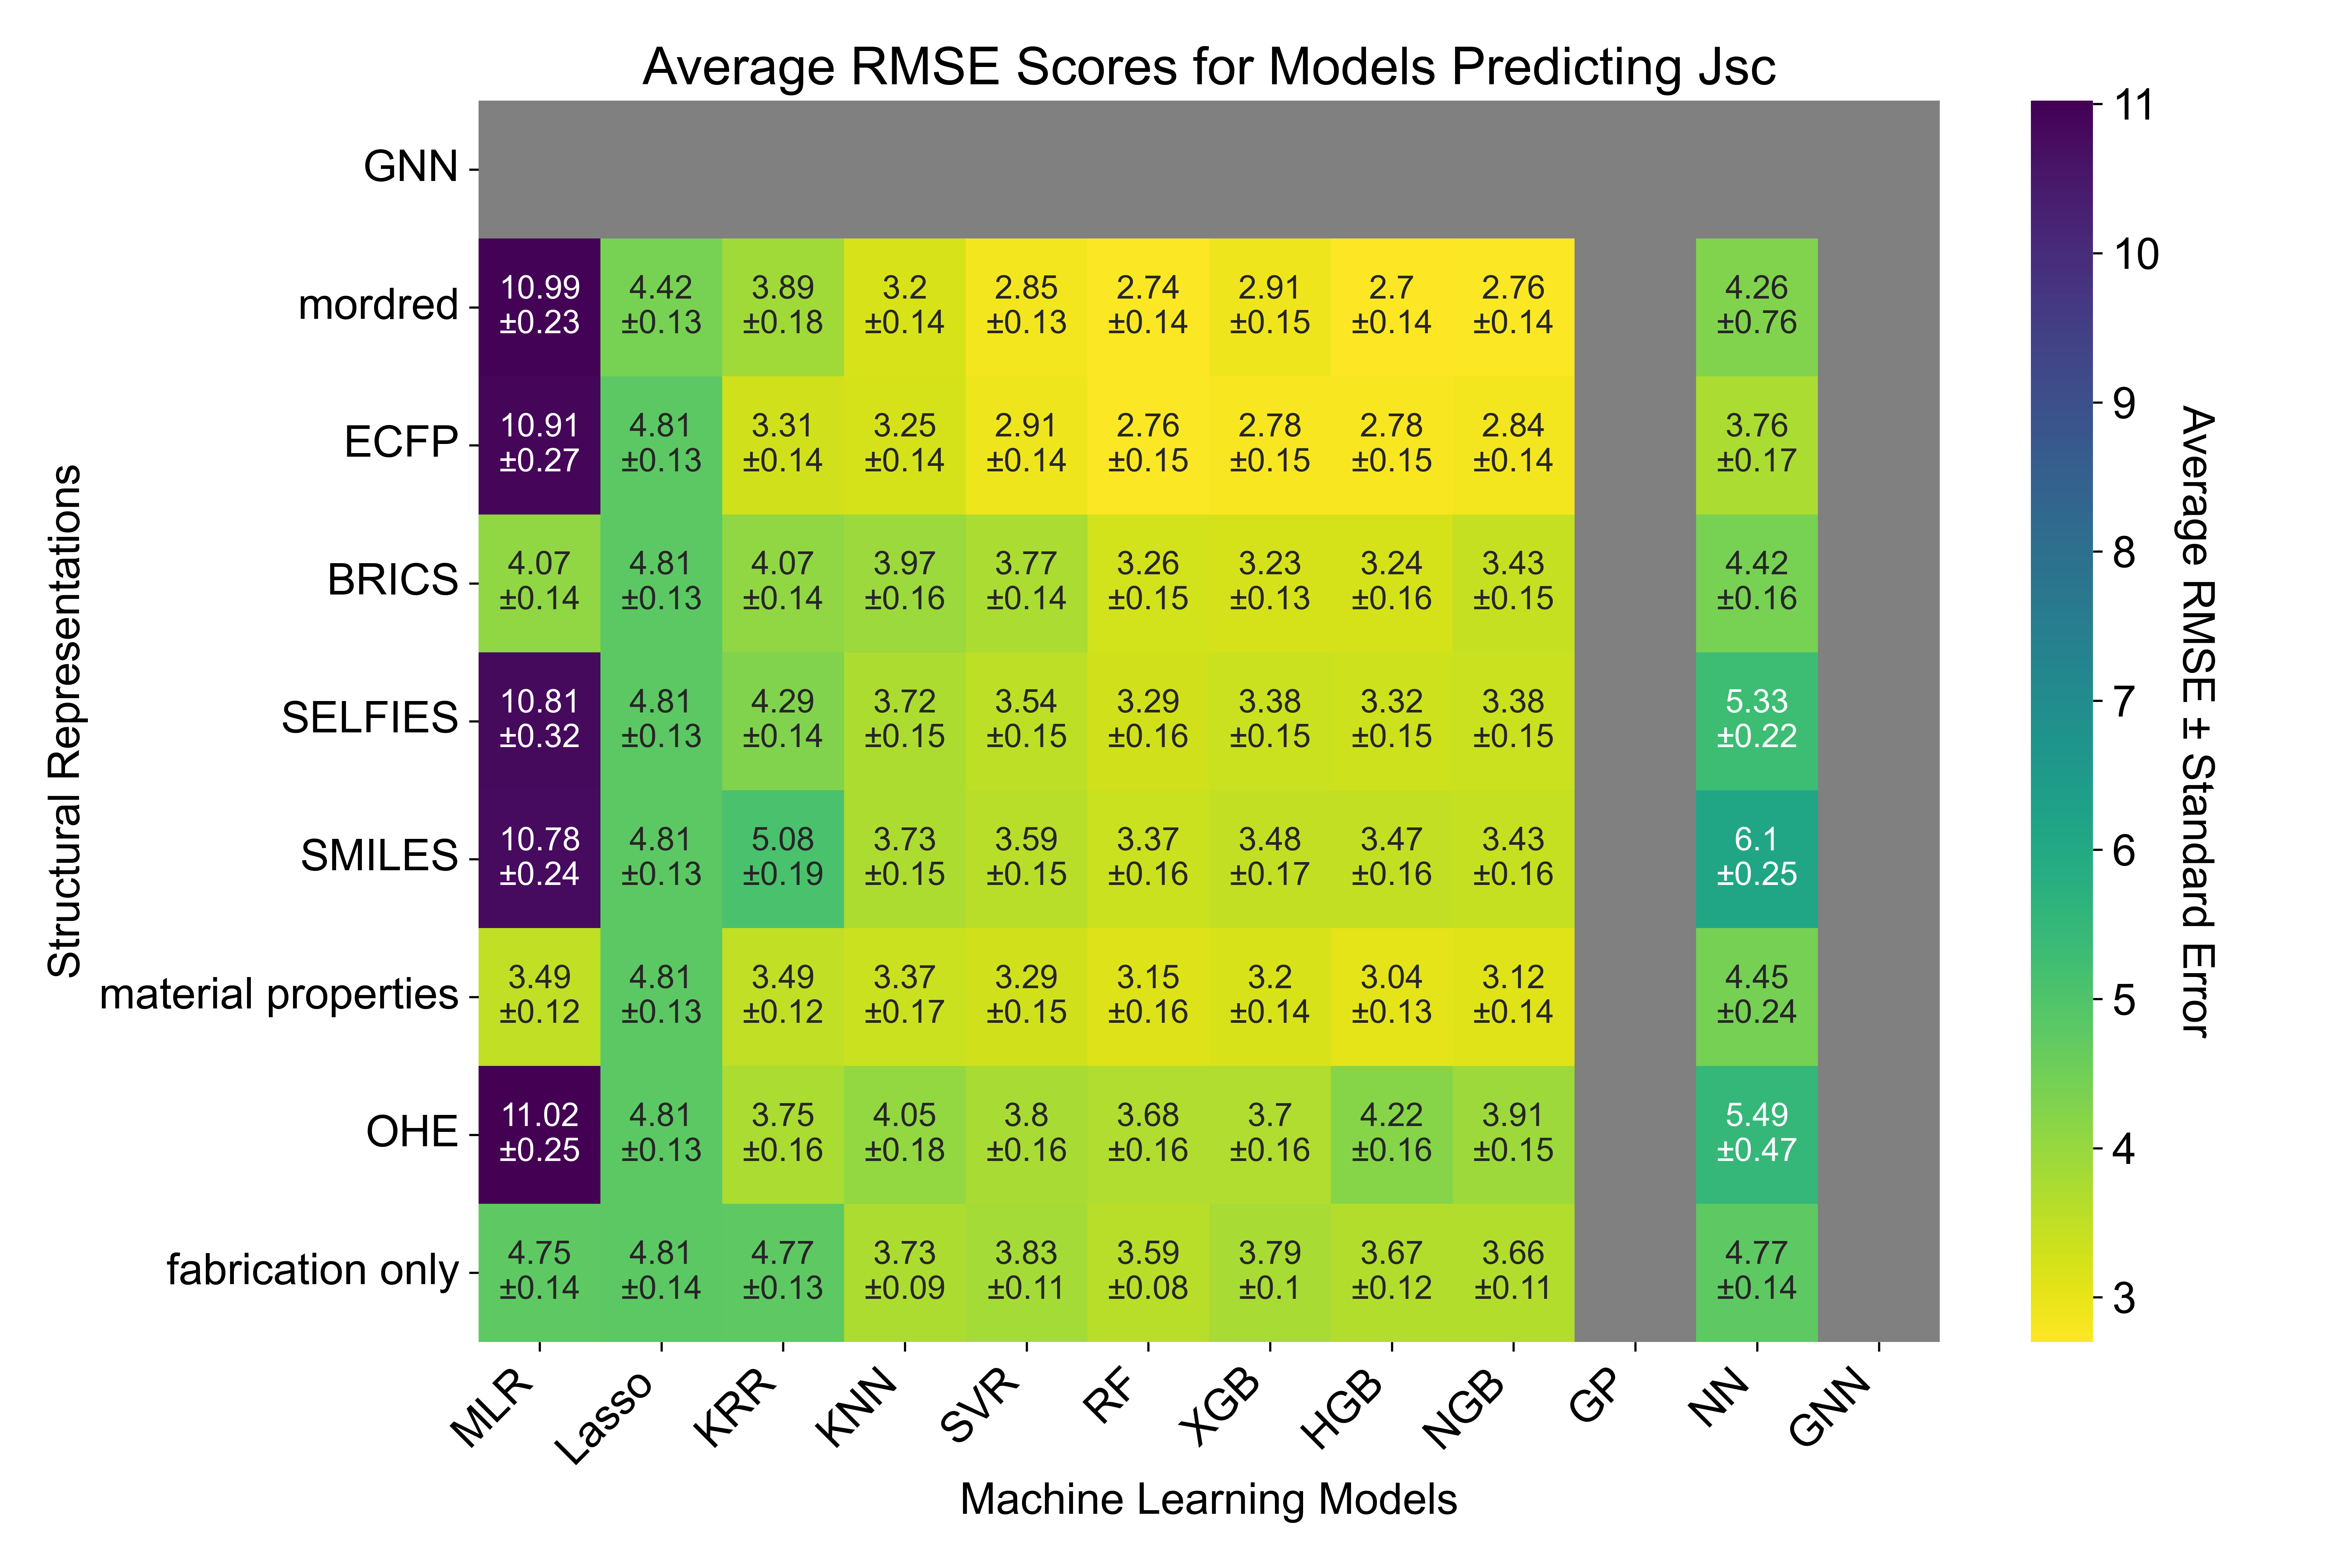 Average RMSE Scores for Models Predicting Jsc
Structural Representations
GNN
mordred 10.99 4.42 3.89 3.2 2.85 2.74 2.91 2.7 2.76 4.26
±0.23 ±0.13 ±0.18 ±0.14 ±0.13 ±0.14 ±0.15 ±0.14 ±0.14 ±0.76
ECFP 10.91 4.81 3.31 3.25 2.91 2.76 2.78 2.78 2.84 3.76
±0.27 ±0.13 ±0.14 ±0.14 ±0.14 ±0.15 ±0.15 ±0.15 ±0.14 ±0.17
BRICS 4.07 4.81 4.07 3.97 3.77 3.26 3.23 3.24 3.43 4.42
±0.14 ±0.13 ±0.14 ±0.16 ±0.14 ±0.15 ±0.13 ±0.16 ±0.15 ±0.16
SELFIES 10.81 4.81 4.29 3.72 3.54 3.29 3.38 3.32 3.38 5.33
±0.32 ±0.13 ±0.14 ±0.15 ±0.15 ±0.16 ±0.15 ±0.15 ±0.15 ±0.22
SMILES 10.78 4.81 5.08 3.73 3.59 3.37 3.48 3.47 3.43 6.1
±0.24 ±0.13 ±0.19 ±0.15 ±0.15 ±0.16 ±0.17 ±0.16 ±0.16 ±0.25
material properties 3.49 4.81 3.49 3.37 3.29 3.15 3.2 3.04 3.12 4.45
±0.12 ±0.13 ±0.12 ±0.17 ±0.15 ±0.16 ±0.14 ±0.13 ±0.14 ±0.24
OHE 11.02 4.81 3.75 4.05 3.8 3.68 3.7 4.22 3.91 5.49
±0.25 ±0.13 ±0.16 ±0.18 ±0.16 ±0.16 ±0.16 ±0.16 ±0.15 ±0.47
fabrication only 4.75 4.81 4.77 3.73 3.83 3.59 3.79 3.67 3.66 4.77
±0.14 ±0.14 ±0.13 ±0.09 ±0.11 ±0.08 ±0.1 ±0.12 ±0.11 ±0.14
MLR Lasso KRR KNN SVR RF XGB HGB NGB GP NN GNN
Machine Learning Models
11
10
9
8
7
6
5
4
3
Average RMSE ± Standard Error